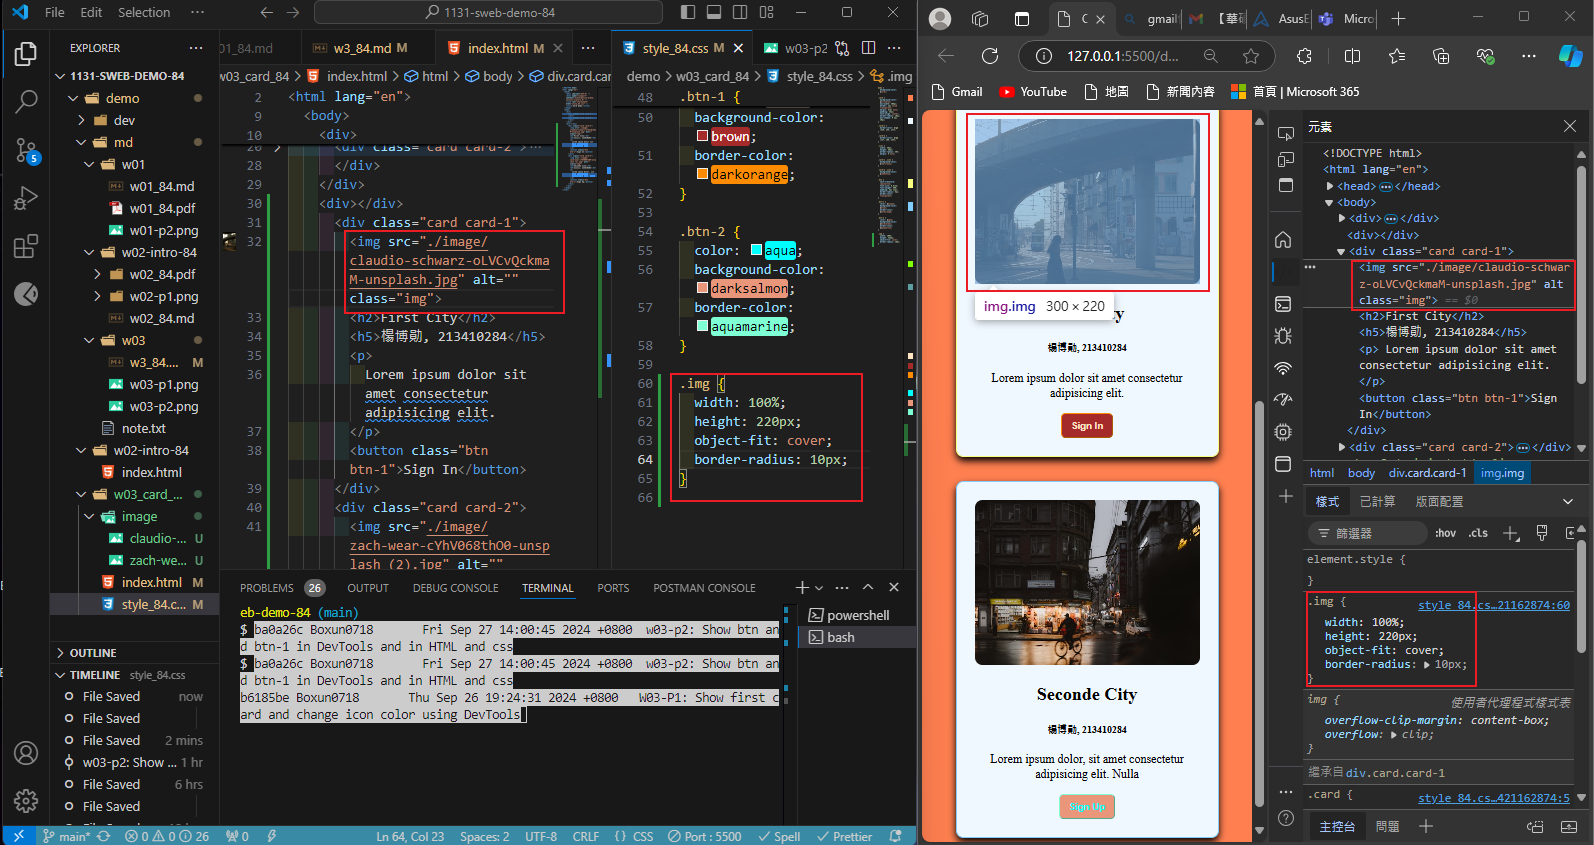 File Edit Selection ··· 1131-sweb-demo-84
EXPLORER ···
1131-SWEB-DEMO-84
demo
dev
md
w01
w01_84.md
w01_84.pdf
w01-p2.png
w02-intro-84
w02_84.pdf
w02-p1.png
w02_84.md
w03
w3_84.... M
w03-p1.png
w03-p2.png
note.txt
w02-intro-84
index.html
w03_card_...
image
claudio-... U
zach-we... U
index.html M
style_84.c... M
OUTLINE
TIMELINE style_84.css
File Saved now
File Saved
File Saved 2 mins
w03-p2: Show ... 1 hr
File Saved 6 hrs
File Saved
01_84.md w3_84.md M index.html M ···
w03_card_84 > index.html > html > body > div.card.car
2 <html lang="en">
9 <body>
10 <div>
20 <div class="card card-2">···
28 </div>
29 </div>
30 <div></div>
31 <div class="card card-1">
32 <img src="./image/
claudio-schwarz-oLVCvQckma
M-unsplash.jpg" alt=""
class="img">
33 <h2>First City</h2>
34 <h5>楊博勛, 213410284</h5>
35 <p>
36 Lorem ipsum dolor sit
amet consectetur
adipisicing elit.
37 </p>
38 <button class="btn
btn-1">Sign In</button>
39 </div>
40 <div class="card card-2">
41 <img src="./image/
zach-wear-cYhV068thO0-unsp
lash (2).jpg" alt=""
style_84.css M w03-p2 ···
demo > w03_card_84 > style_84.css > .img
48 .btn-1 {
50 background-color:
brown;
51 border-color:
darkorange;
52 }
53
54 .btn-2 {
55 color: aqua;
56 background-color:
darksalmon;
57 border-color:
aquamarine;
58 }
59
60 .img {
61 width: 100%;
62 height: 220px;
63 object-fit: cover;
64 border-radius: 10px;
65 }
66
PROBLEMS 26 OUTPUT DEBUG CONSOLE TERMINAL PORTS POSTMAN CONSOLE
eb-demo-84 (main)
$ ba0a26c Boxun0718 Fri Sep 27 14:00:45 2024 +0800 w03-p2: Show btn an
d btn-1 in DevTools and in HTML and css
$ ba0a26c Boxun0718 Fri Sep 27 14:00:45 2024 +0800 w03-p2: Show btn an
d btn-1 in DevTools and in HTML and css
b6185be Boxun0718 Thu Sep 26 19:24:31 2024 +0800 W03-P1: Show first c
ard and change icon color using DevTools
powershell
bash
main* 0 0 26 0 Ln 64, Col 23 Spaces: 2 UTF-8 CRLF {} CSS Port : 5500 Spell Prettier
C gmail AsusE Micro
127.0.0.1:5500/d...
Gmail YouTube 地圖 新聞內容 首頁 | Microsoft 365
img.img 300 × 220
ty
楊博勛, 213410284
Lorem ipsum dolor sit amet consectetur
adipisicing elit.
Sign In
Seconde City
楊博勛, 213410284
Lorem ipsum dolor, sit amet consectetur
adipisicing elit. Nulla
Sign Up
元素
<!DOCTYPE html>
<html lang="en">
<head>···</head>
<body>
<div>···</div>
<div></div>
<div class="card card-1">
<img src="./image/claudio-schwar
z-oLVCvQckmaM-unsplash.jpg" alt
class="img"> == $0
<h2>First City</h2>
<h5>楊博勛, 213410284</h5>
<p> Lorem ipsum dolor sit amet
consectetur adipisicing elit.
</p>
<button class="btn btn-1">Sign
In</button>
</div>
<div class="card card-2">···</div>
html body div.card.card-1 img.img
樣式 已計算 版面配置
篩選器 :hov .cls
element.style {
}
.img { style_84.cs…21162874:60
width: 100%;
height: 220px;
object-fit: cover;
border-radius: 10px;
}
img { 使用者代理程式樣式表
overflow-clip-margin: content-box;
overflow: clip;
}
繼承自 div.card.card-1
.card { style_84.cs…421162874:5
主控台 問題